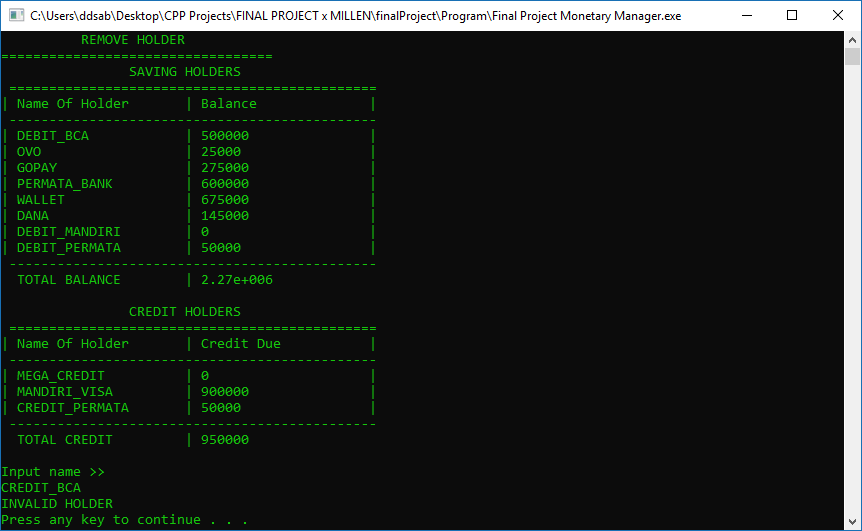 C:\Users\ddsab\Desktop\CPP Projects\FINAL PROJECT x MILLEN\finalProject\Program\Final Project Monetary Manager.exe
REMOVE HOLDER
==================================
SAVING HOLDERS
==============================================
| Name Of Holder | Balance |
----------------------------------------------
| DEBIT_BCA | 500000 |
| OVO | 25000 |
| GOPAY | 275000 |
| PERMATA_BANK | 600000 |
| WALLET | 675000 |
| DANA | 145000 |
| DEBIT_MANDIRI | 0 |
| DEBIT_PERMATA | 50000 |
----------------------------------------------
TOTAL BALANCE | 2.27e+006
CREDIT HOLDERS
==============================================
| Name Of Holder | Credit Due |
----------------------------------------------
| MEGA_CREDIT | 0 |
| MANDIRI_VISA | 900000 |
| CREDIT_PERMATA | 50000 |
----------------------------------------------
TOTAL CREDIT | 950000
Input name >>
CREDIT_BCA
INVALID HOLDER
Press any key to continue . . .